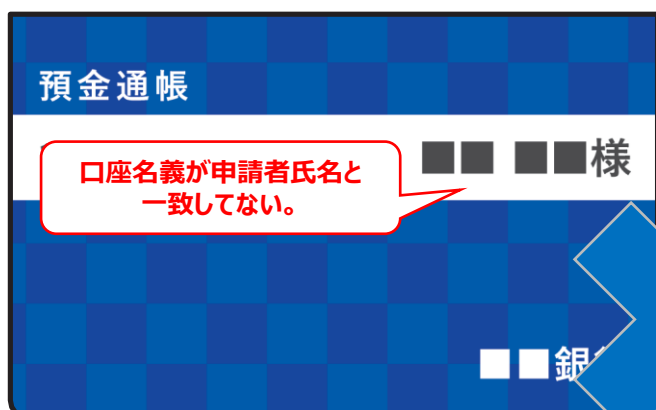 預金通帳
■■ ■■様
口座名義が申請者氏名と
一致してない。
■■銀